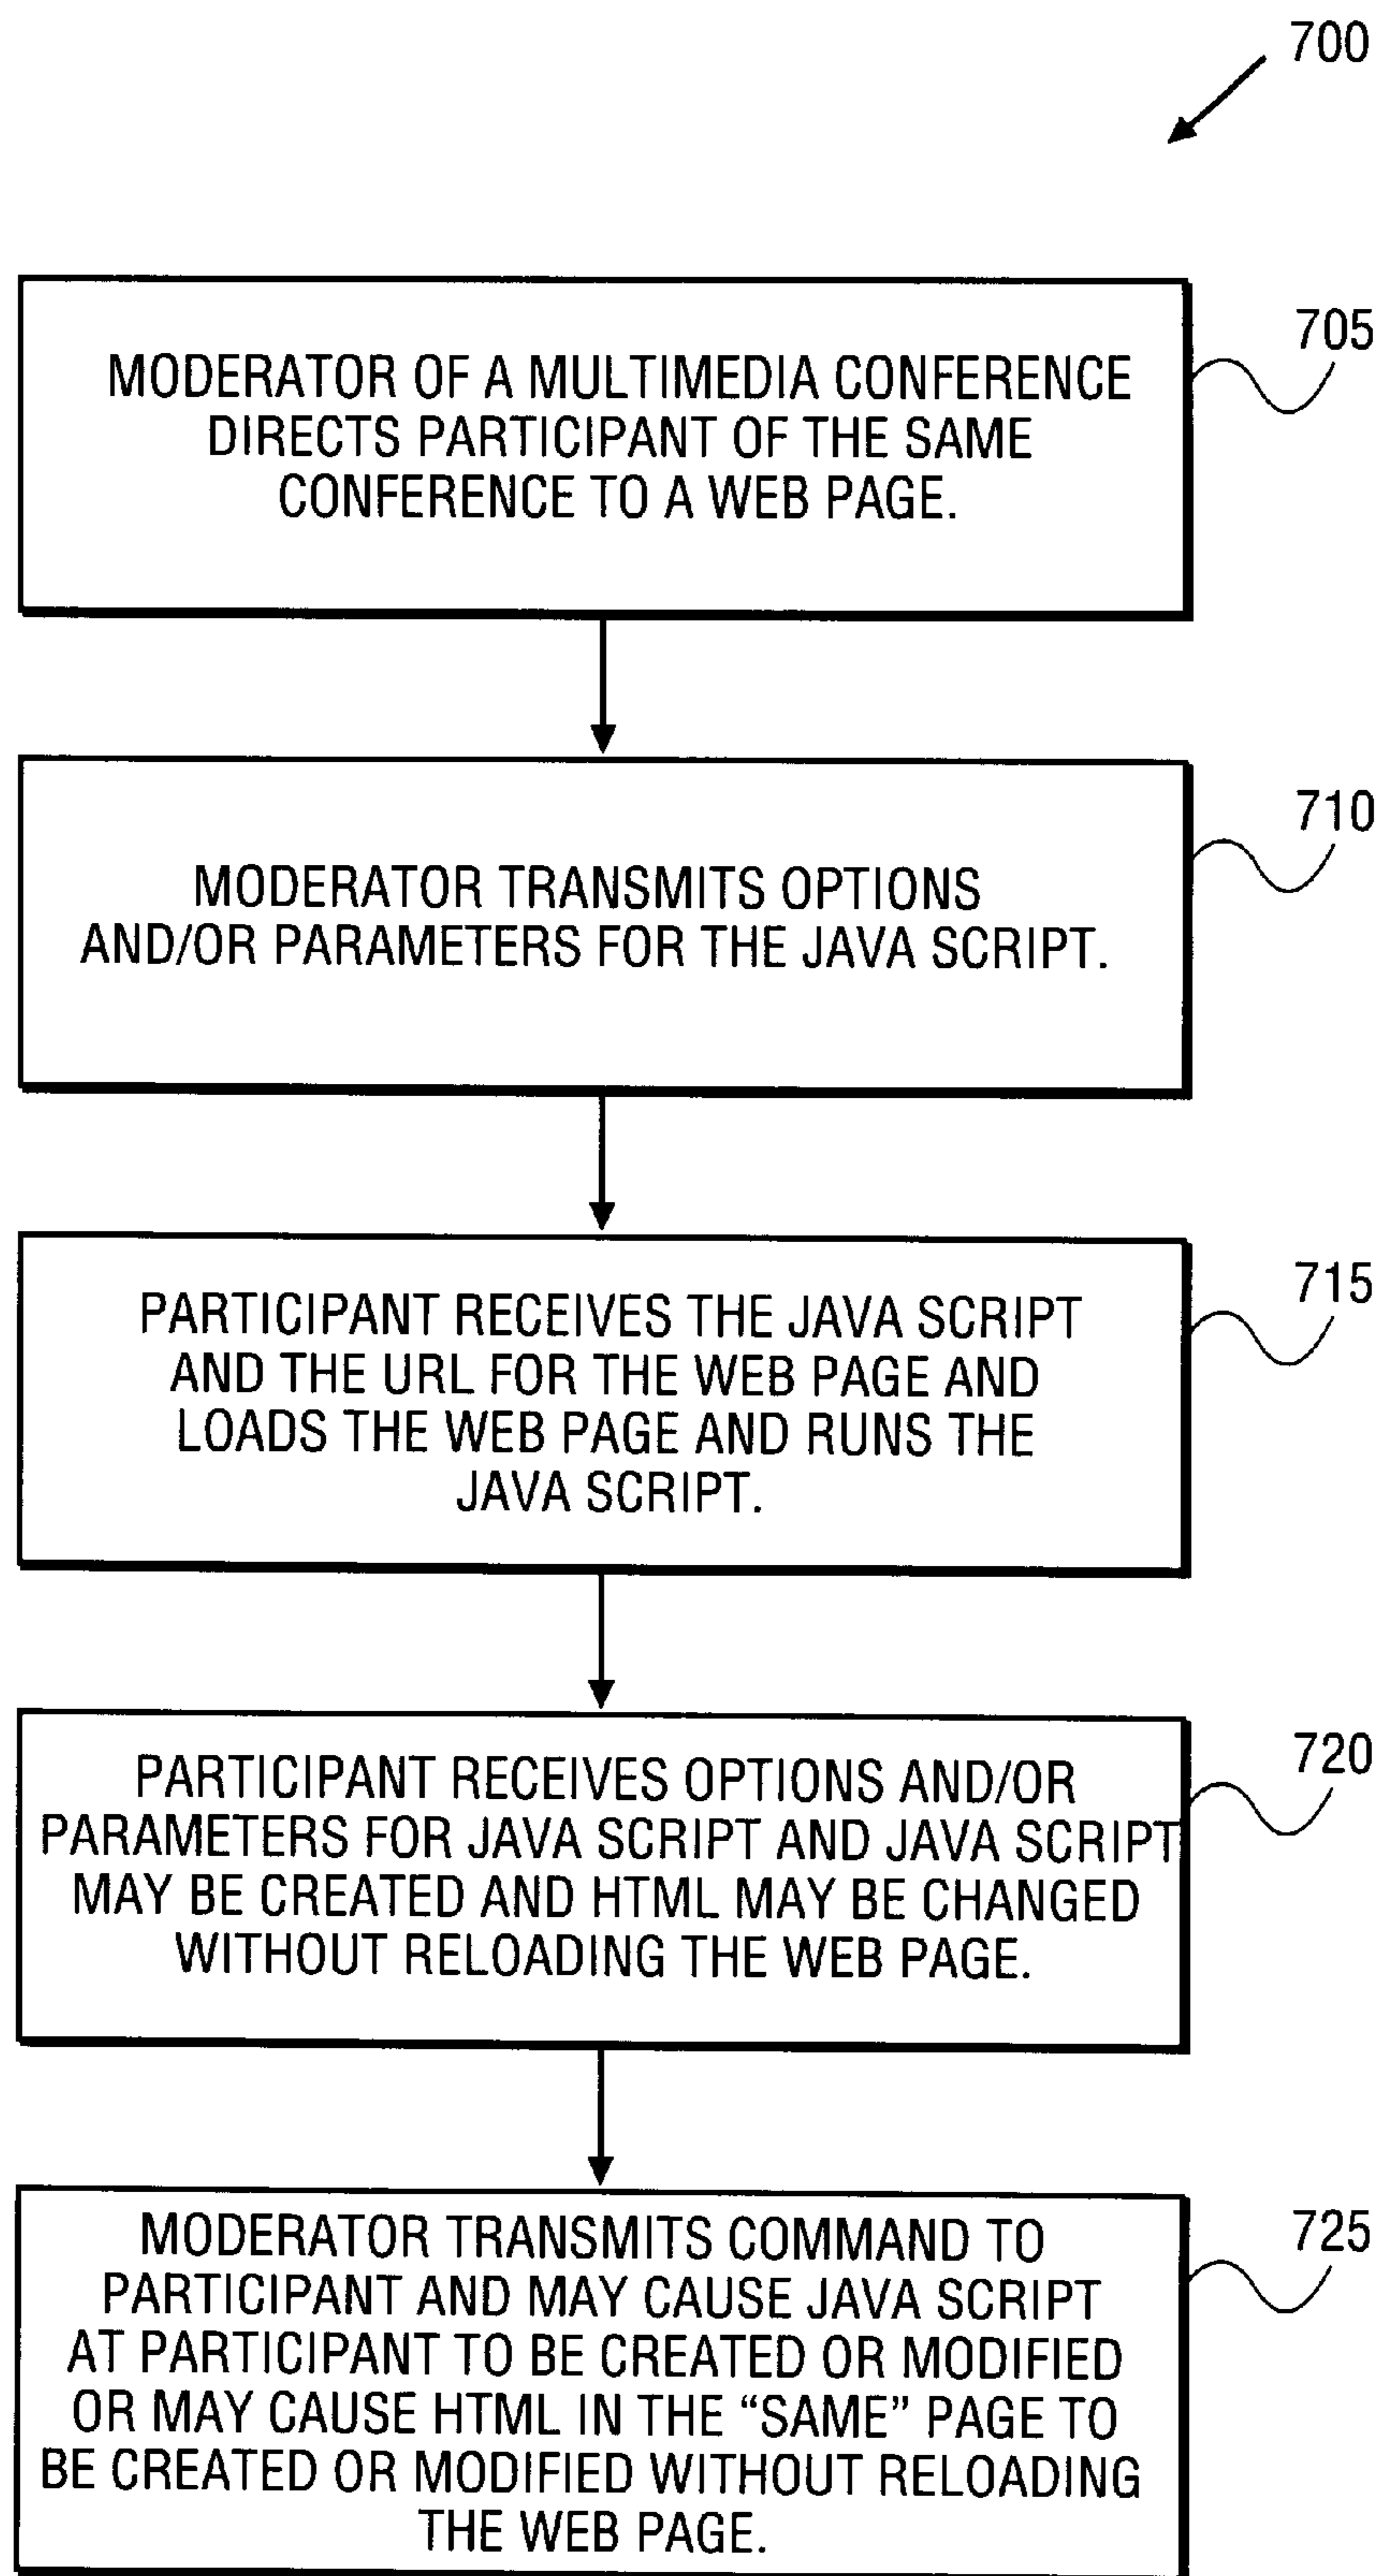 700
705
MODERATOR OF A MULTIMEDIA CONFERENCE
DIRECTS PARTICIPANT OF THE SAME
CONFERENCE TO A WEB PAGE.
710
MODERATOR TRANSMITS OPTIONS
AND/OR PARAMETERS FOR THE JAVA SCRIPT.
715
PARTICIPANT RECEIVES THE JAVA SCRIPT
AND THE URL FOR THE WEB PAGE AND
LOADS THE WEB PAGE AND RUNS THE
JAVA SCRIPT.
720
PARTICIPANT RECEIVES OPTIONS AND/OR
PARAMETERS FOR JAVA SCRIPT AND JAVA SCRIPT
MAY BE CREATED AND HTML MAY BE CHANGED
WITHOUT RELOADING THE WEB PAGE.
725
MODERATOR TRANSMITS COMMAND TO
PARTICIPANT AND MAY CAUSE JAVA SCRIPT
AT PARTICIPANT TO BE CREATED OR MODIFIED
OR MAY CAUSE HTML IN THE “SAME” PAGE TO
BE CREATED OR MODIFIED WITHOUT RELOADING
THE WEB PAGE.